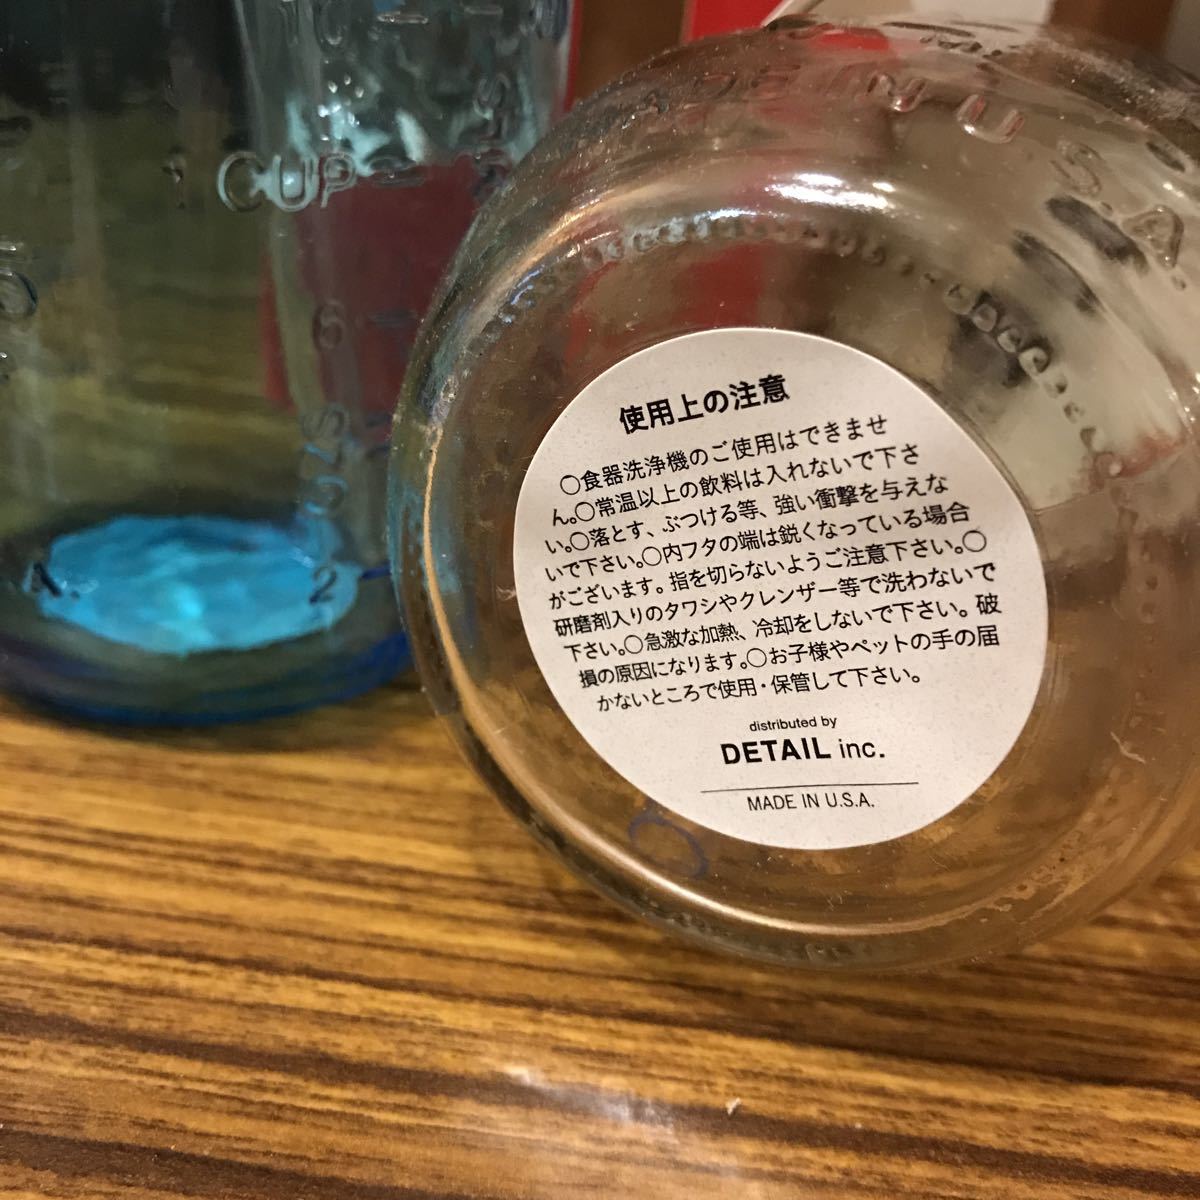 1 CUP
MADE IN U.S.A.
使用上の注意
○食器洗浄機のご使用はできませ
ん。○常温以上の飲料は入れないで下さ
い。○落とす、ぶつける等、強い衝撃を与えな
いで下さい。○内フタの端は鋭くなっている場合
がございます。指を切らないようご注意下さい。○
研磨剤入りのタワシやクレンザー等で洗わないで
下さい。○急激な加熱、冷却をしないで下さい。破
損の原因になります。○お子様やペットの手の届
かないところで使用・保管して下さい。
distributed by
DETAIL inc.
MADE IN U.S.A.